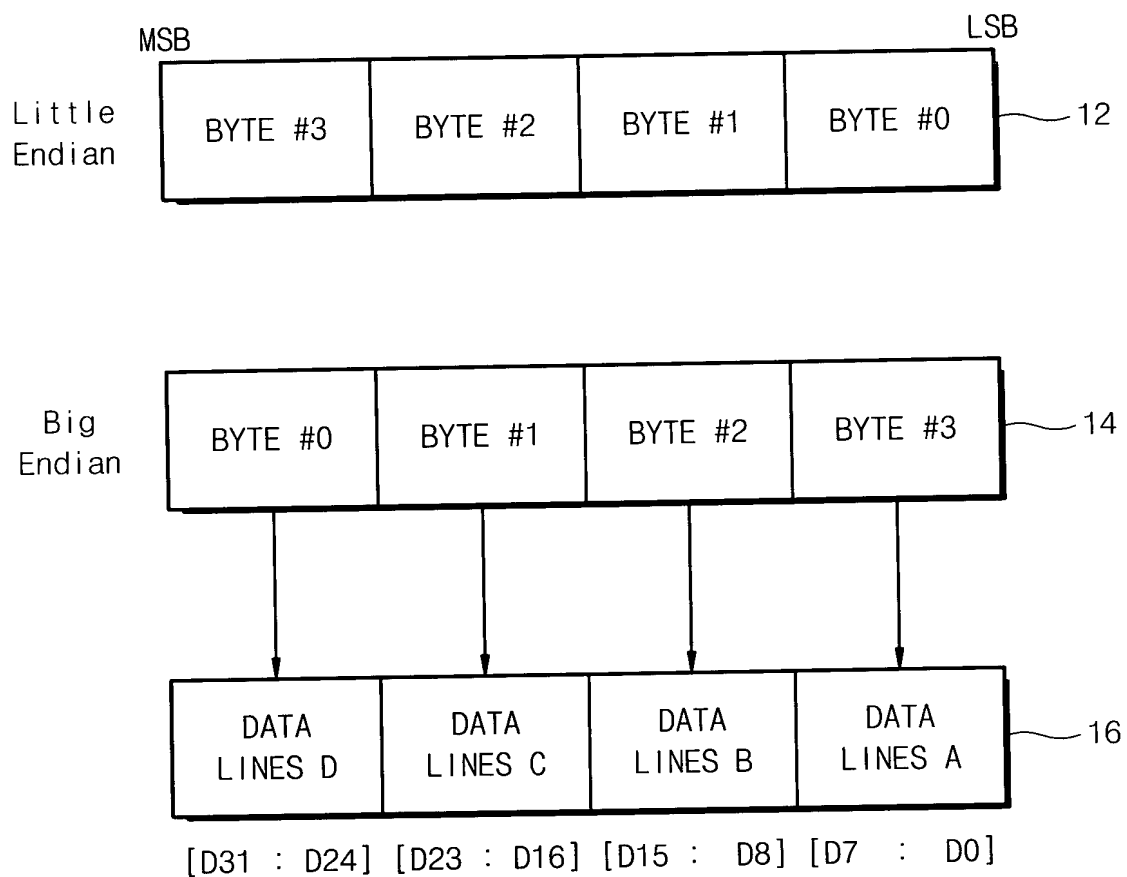 MSB LSB
Little
Endian
BYTE #3 BYTE #2 BYTE #1 BYTE #0
12
Big
Endian
BYTE #0 BYTE #1 BYTE #2 BYTE #3
14
DATA DATA DATA DATA
LINES D LINES C LINES B LINES A
16
[D31 : D24] [D23 : D16] [D15 : D8] [D7 : D0]